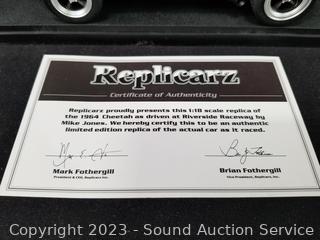 Replicarz
Certificate of Authenticity
Replicarz proudly presents this 1:18 scale replica of
the 1964 Cheetah as driven at Riverside Raceway by
Mike Jones. We hereby certify this to be an authentic
limited edition replica of the actual car as it raced.
Mark Fothergill
Brian Fothergill
President & CEO, Replicarz Inc.
Vice President, Replicarz Inc.
Copyright 2023 - Sound Auction Service